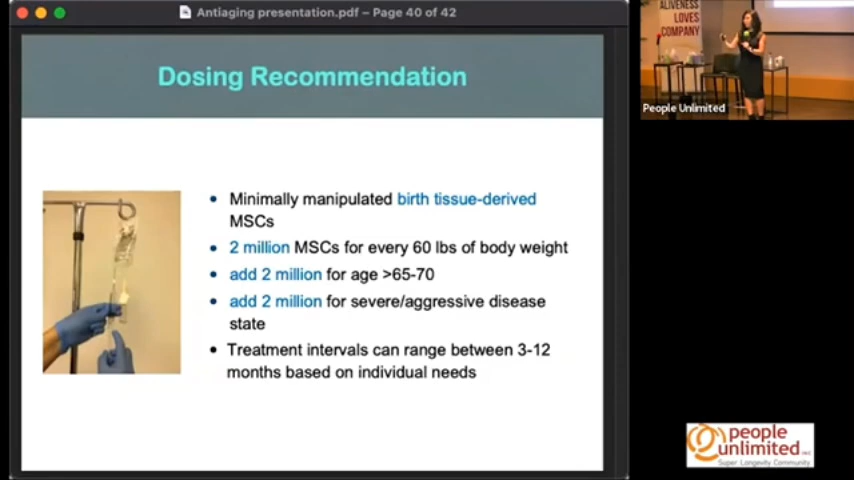 Antiaging presentation.pdf – Page 40 of 42
ALIVENESS
LOVES
COMPANY
People Unlimited
Dosing Recommendation
• Minimally manipulated birth tissue-derived
MSCs
• 2 million MSCs for every 60 lbs of body weight
• add 2 million for age >65-70
• add 2 million for severe/aggressive disease
state
• Treatment intervals can range between 3-12
months based on individual needs
people
unlimited INC
Super Longevity Community